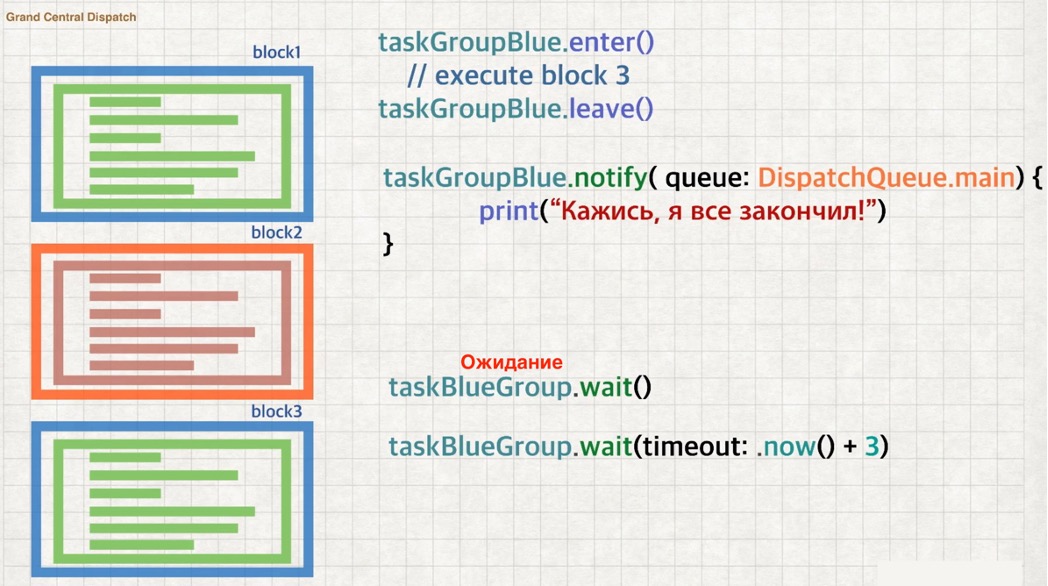 Grand Central Dispatch
block1
taskGroupBlue.enter()
// execute block 3
taskGroupBlue.leave()
taskGroupBlue.notify( queue: DispatchQueue.main) {
print(“Кажись, я все закончил!”)
}
block2
Ожидание
taskBlueGroup.wait()
block3
taskBlueGroup.wait(timeout: .now() + 3)